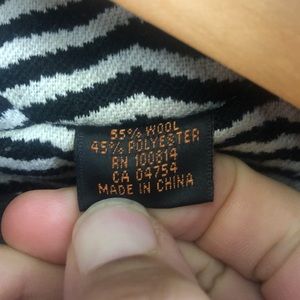 55% WOOL
45% POLYESTER
RN 100814
CA 04754
MADE IN CHINA